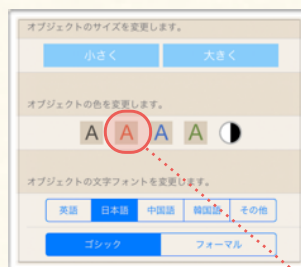 オブジェクトのサイズを変更します。
小さく 大きく
オブジェクトの色を変更します。
A A A A
オブジェクトの文字フォントを変更します。
英語 日本語 中国語 韓国語 その他
ゴシック フォーマル